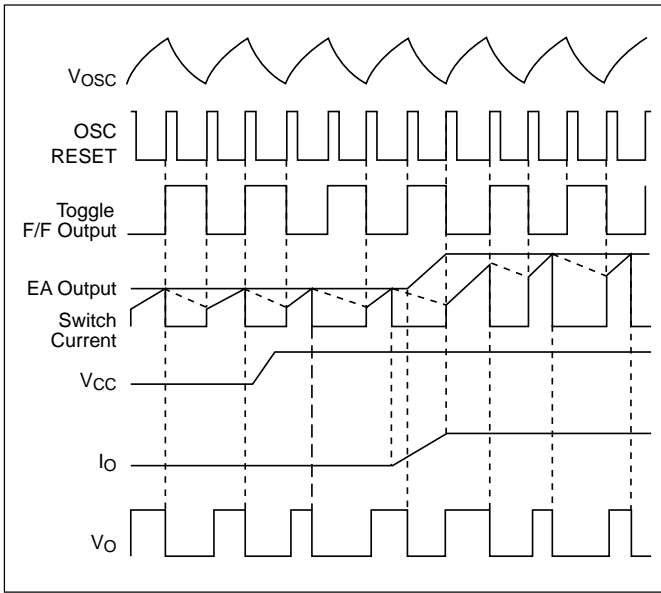 VOSC
OSC
RESET
Toggle
F/F Output
EA Output
Switch
Current
VCC
IO
VO